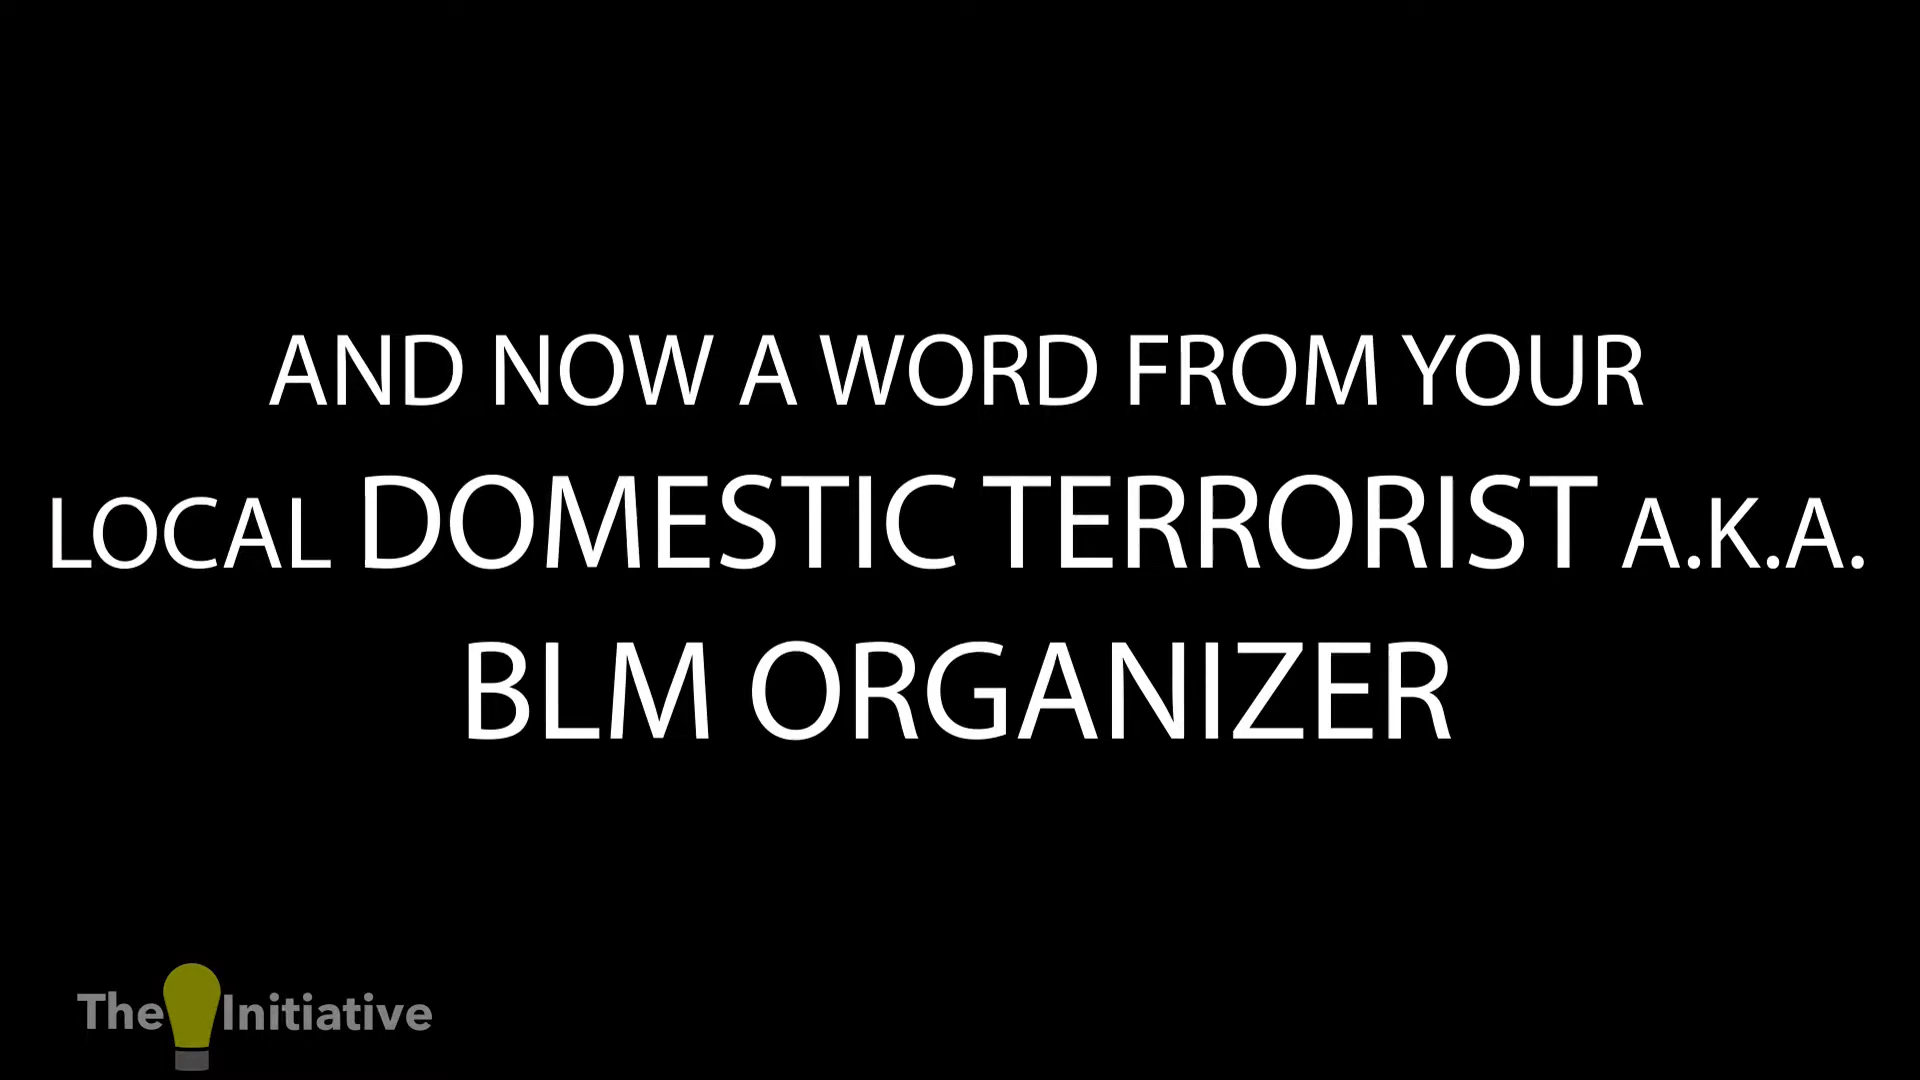 AND NOW A WORD FROM YOUR
LOCAL DOMESTIC TERRORIST A.K.A.
BLM ORGANIZER
The Initiative